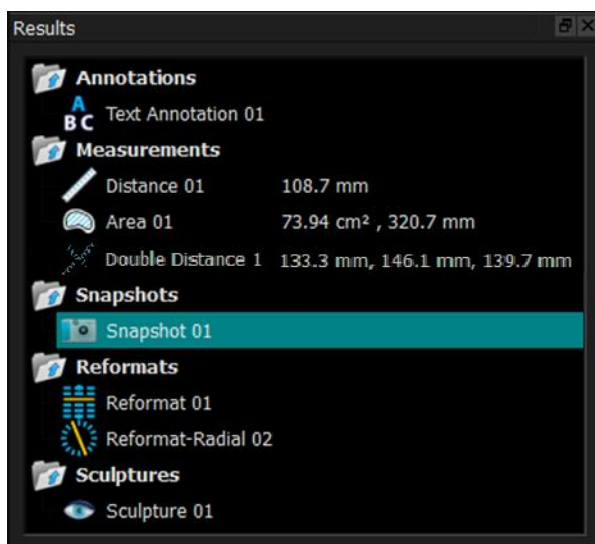 Results
Annotations
A
B C Text Annotation 01
Measurements
Distance 01 108.7 mm
Area 01 73.94 cm² , 320.7 mm
Double Distance 1 133.3 mm, 146.1 mm, 139.7 mm
Snapshots
Snapshot 01
Reformats
Reformat 01
Reformat-Radial 02
Sculptures
Sculpture 01